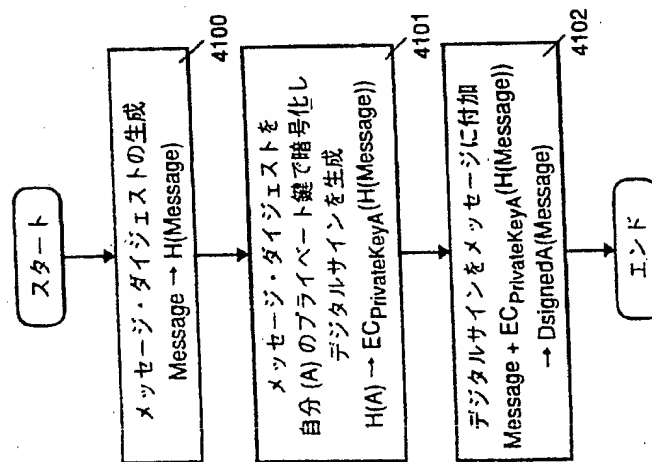 スタート
メッセージ・ダイジェストの生成
Message → H(Message)
4100
メッセージ・ダイジェストを
自分(A)のプライベート鍵で暗号化し
デジタルサインを生成
H(A) → ECPrivateKeyA(H(Message))
4101
デジタルサインをメッセージに付加
Message + ECPrivateKeyA(H(Message))
→ DsignedA(Message)
4102
エンド